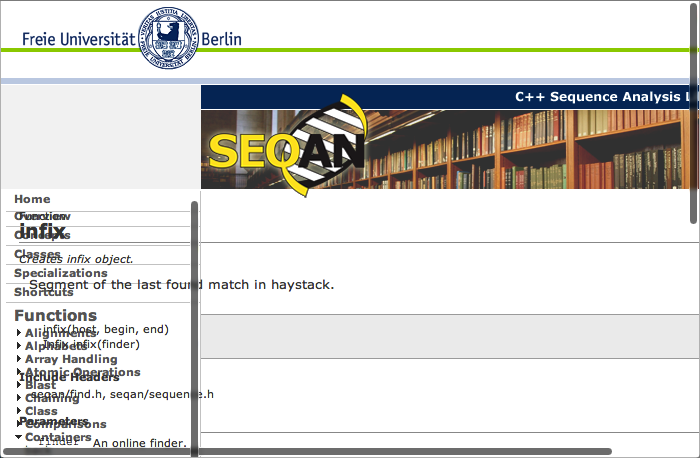 Freie Universität Berlin
C++ Sequence Analysis
SEQAN
Home
Function
Overview
infix
Concepts
Classes
Creates infix object.
Specializations
Segment of the last found match in haystack.
Shortcuts
Functions
infix(host, begin, end)
Alignments
Infix infix(finder)
Alphabets
Array Handling
Atomic Operations
Include Headers
Blast
seqan/find.h, seqan/sequence.h
Chaining
Class
Parameters
Comparisons
Containers
finder An online finder.